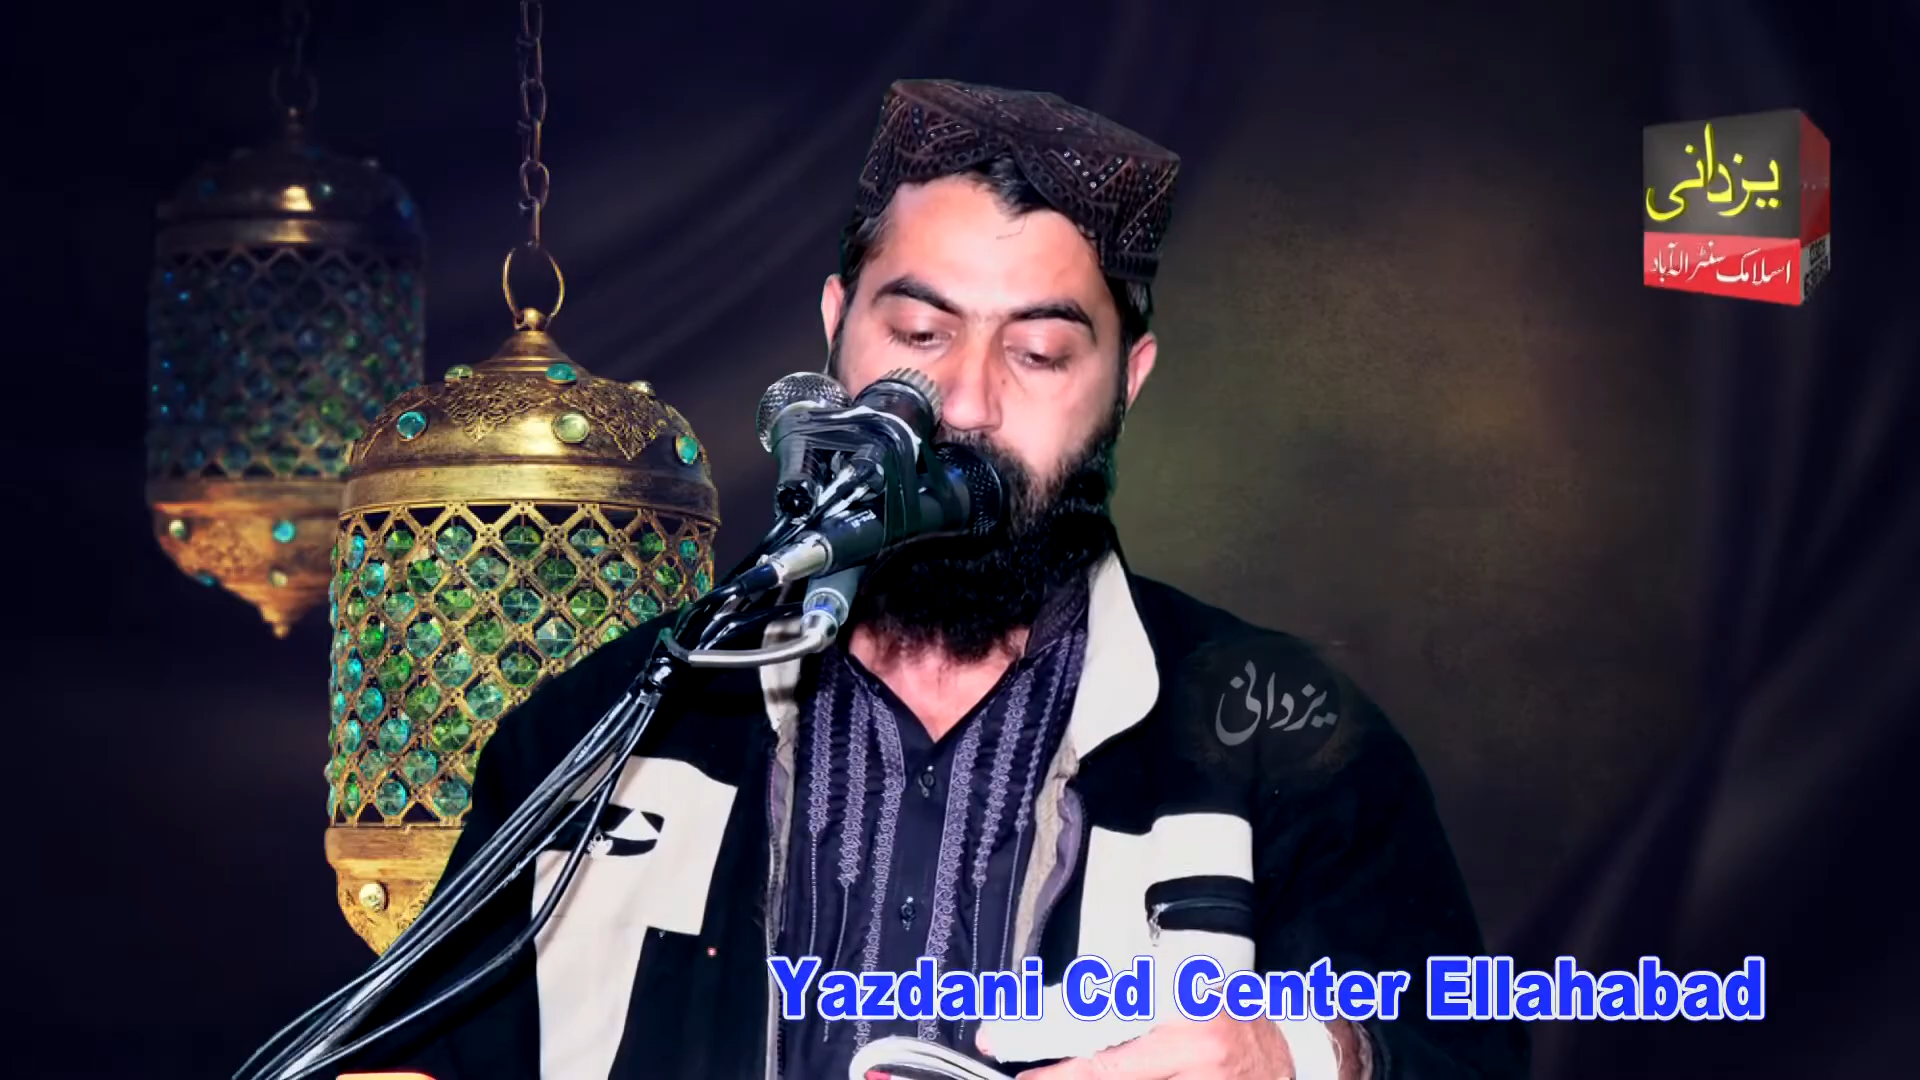 یزدانی
اسلامک سنٹر الہ آباد
یزدانی
Yazdani Cd Center Ellahabad